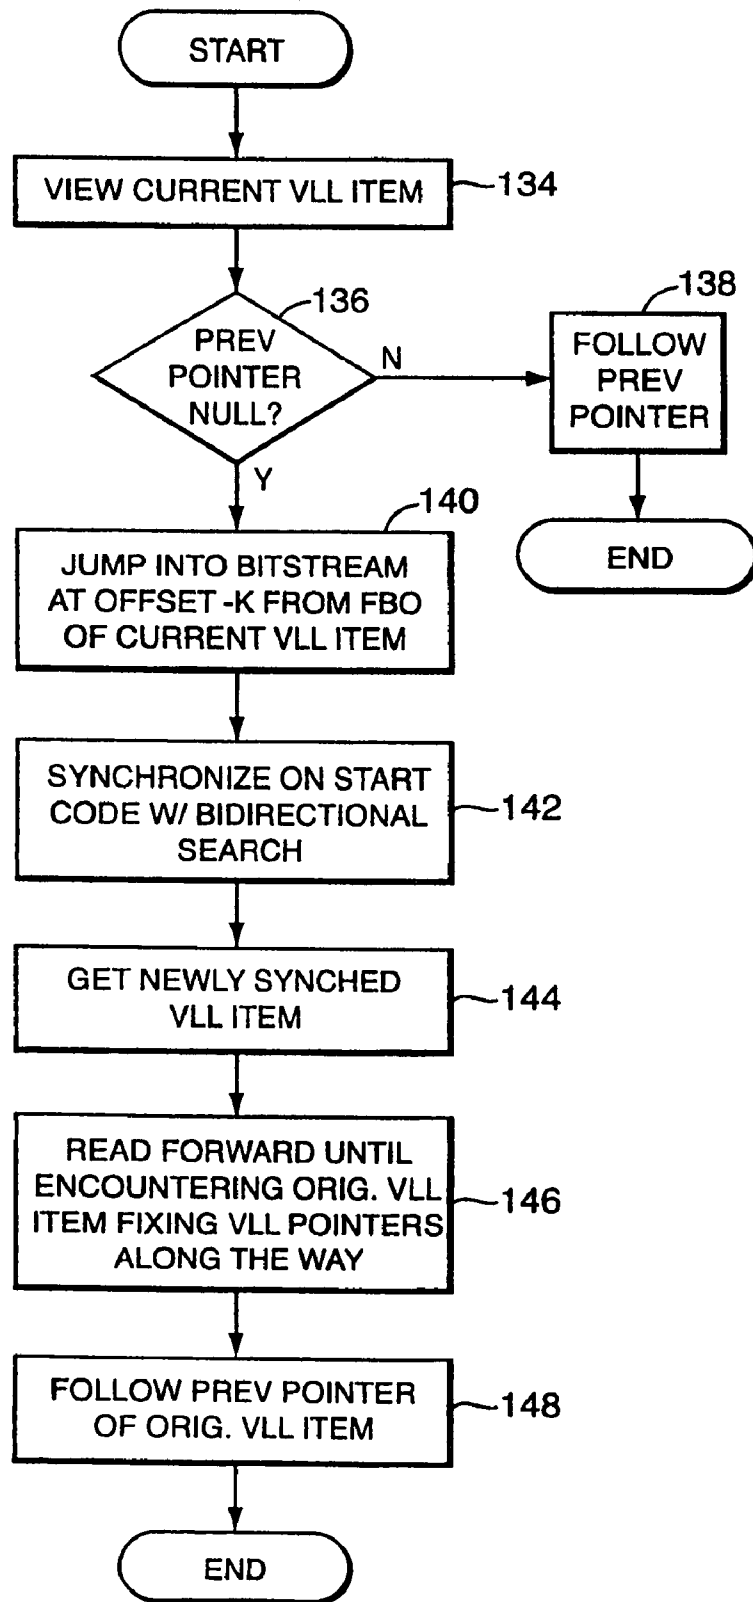 START
VIEW CURRENT VLL ITEM
134
136
PREV
POINTER
NULL?
N
Y
138
FOLLOW
PREV
POINTER
END
140
JUMP INTO BITSTREAM
AT OFFSET -K FROM FBO
OF CURRENT VLL ITEM
SYNCHRONIZE ON START
CODE W/ BIDIRECTIONAL
SEARCH
142
GET NEWLY SYNCHED
VLL ITEM
144
READ FORWARD UNTIL
ENCOUNTERING ORIG. VLL
ITEM FIXING VLL POINTERS
ALONG THE WAY
146
FOLLOW PREV POINTER
OF ORIG. VLL ITEM
148
END